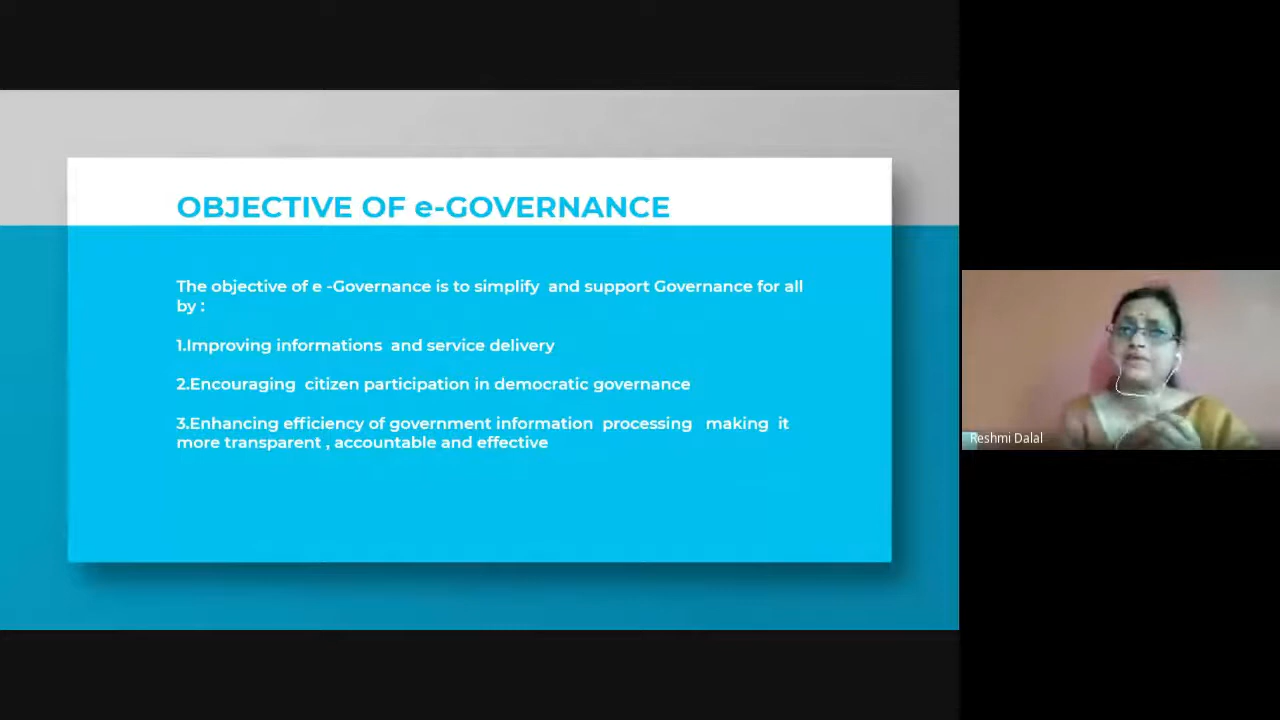 OBJECTIVE OF e-GOVERNANCE
The objective of e -Governance is to simplify  and support Governance for all
by :
1.Improving informations  and service delivery
2.Encouraging  citizen participation in democratic governance
3.Enhancing efficiency of government information  processing   making  it
more transparent , accountable and effective
Reshmi Dalal